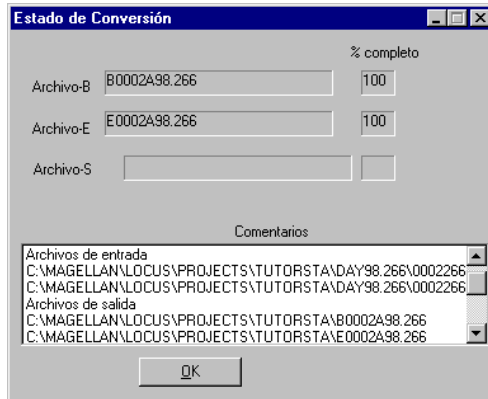 Estado de Conversión
% completo
Archivo-B B0002A98.266 100
Archivo-E E0002A98.266 100
Archivo-S
Comentarios
Archivos de entrada
C:\MAGELLAN\LOCUS\PROJECTS\TUTORSTA\DAY98.266\0002266
C:\MAGELLAN\LOCUS\PROJECTS\TUTORSTA\DAY98.266\0002266
Archivos de salida
C:\MAGELLAN\LOCUS\PROJECTS\TUTORSTA\B0002A98.266
C:\MAGELLAN\LOCUS\PROJECTS\TUTORSTA\E0002A98.266
OK